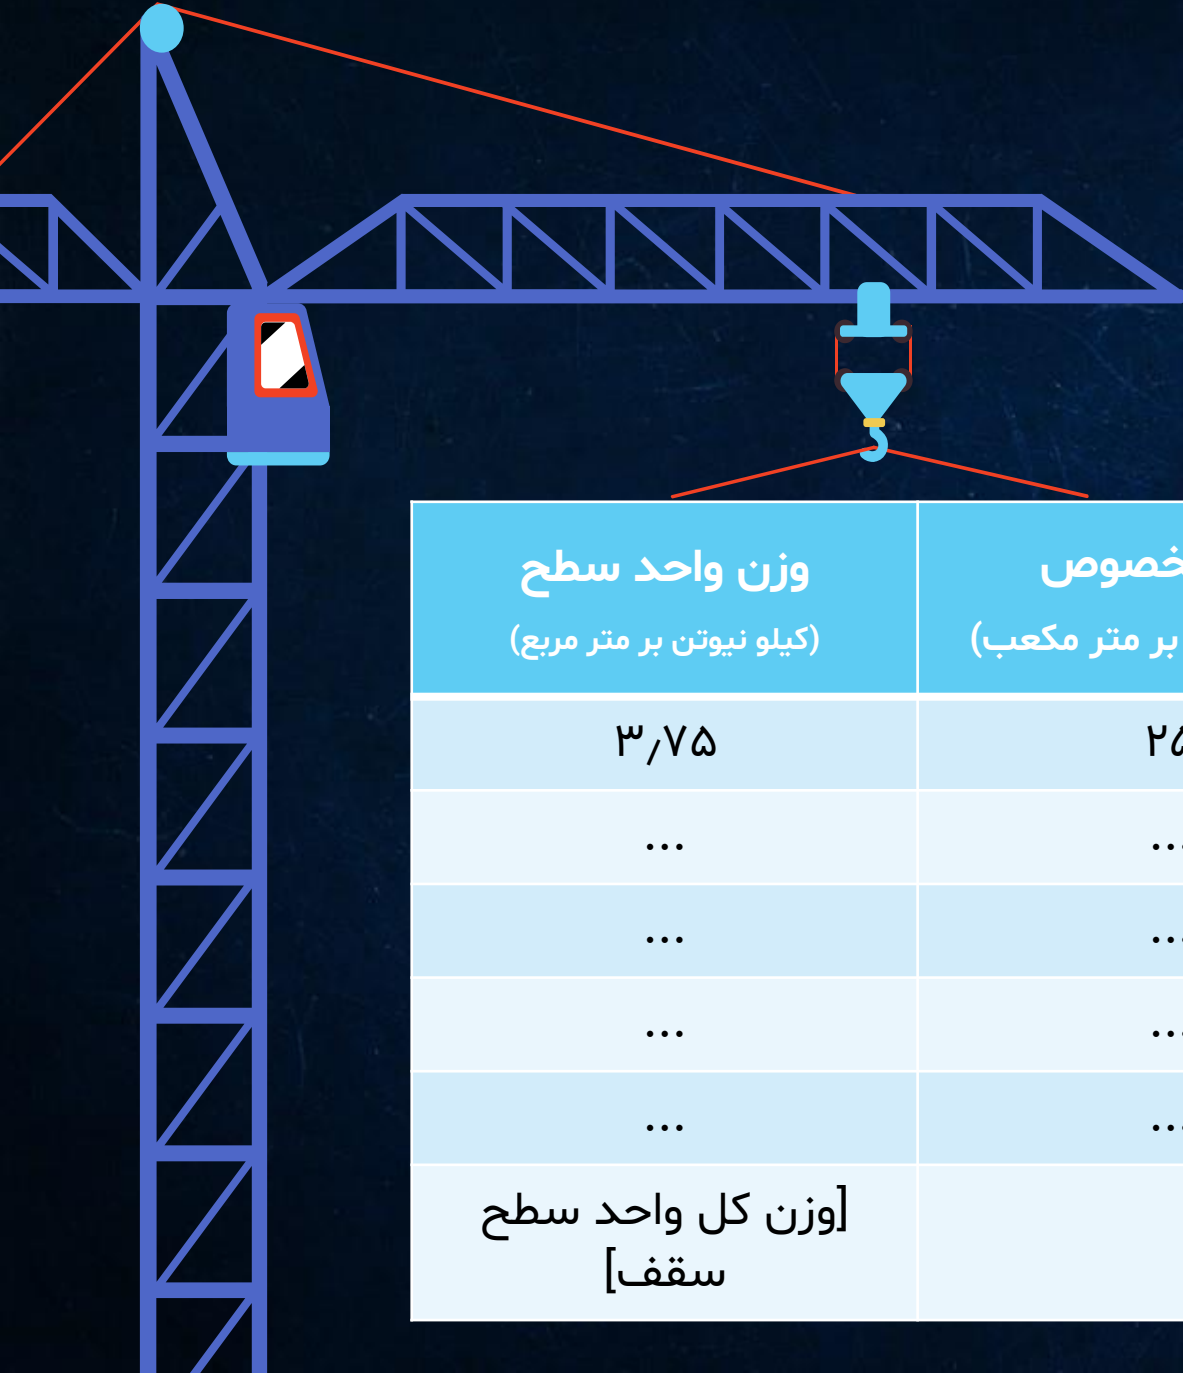 وزن واحد سطح
(کیلو نیوتن بر متر مربع)
بر متر مکعب)
۳٫۷۵
...
...
...
...
...
...
...
...
[وزن کل واحد سطح
سقف]